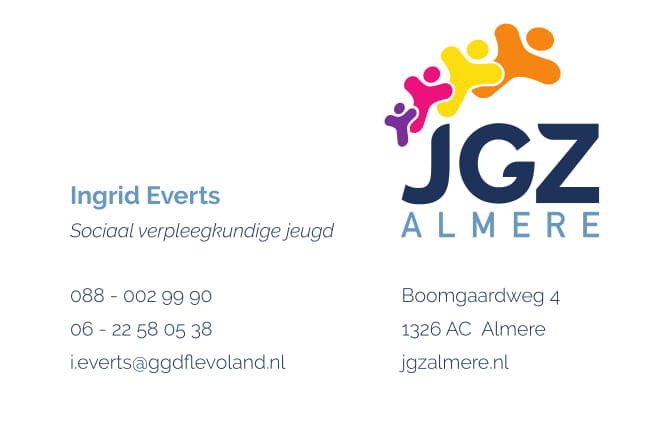 JGZ
ALMERE
Ingrid Everts
Sociaal verpleegkundige jeugd
088 - 002 99 90
06 - 22 58 05 38
i.everts@ggdflevoland.nl
Boomgaardweg 4
1326 AC Almere
jgzalmere.nl